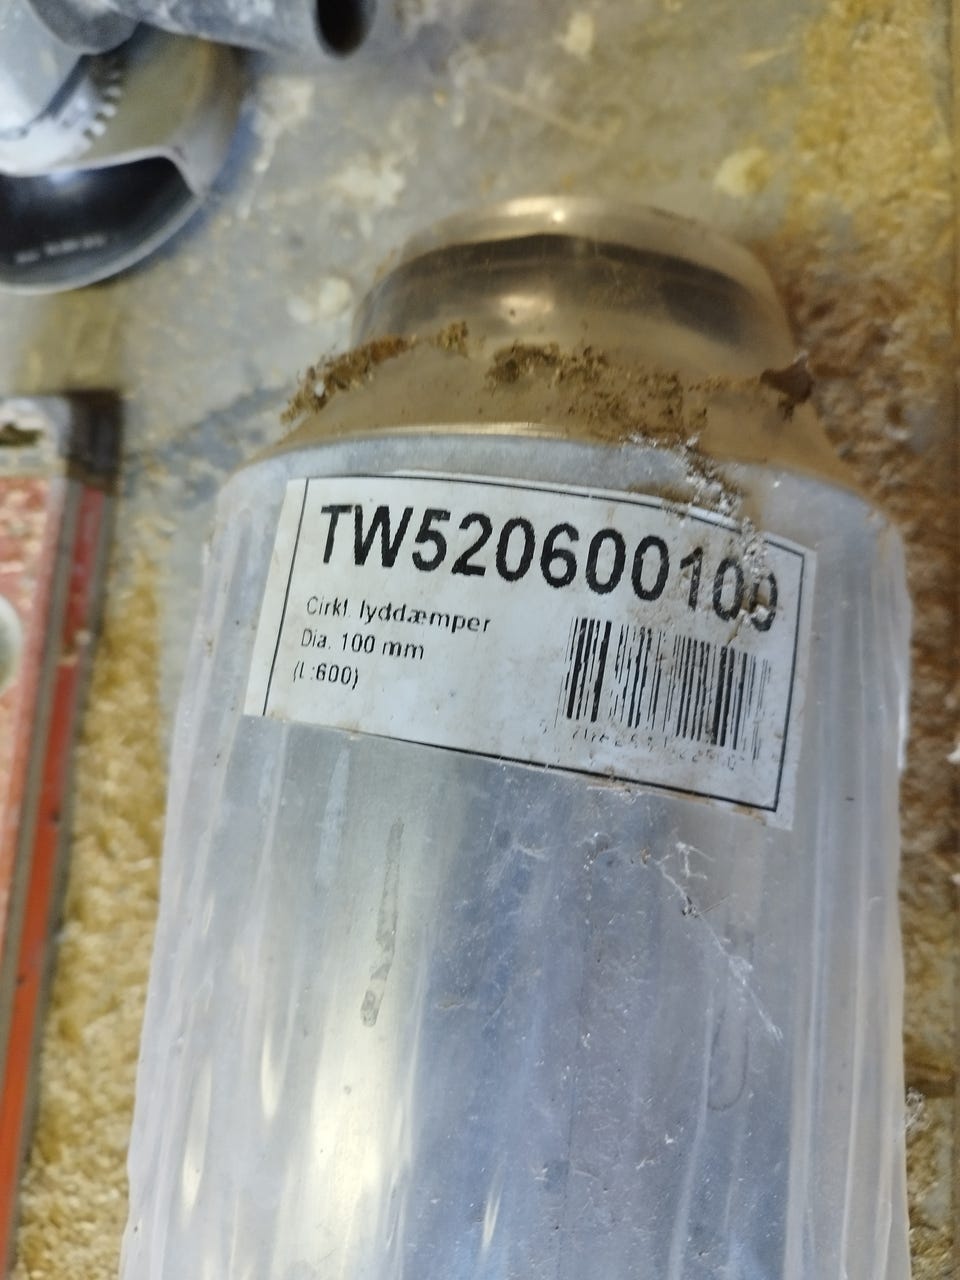 TW520600100
Cirkl. lyddæmper
Dia. 100 mm
(L:600)